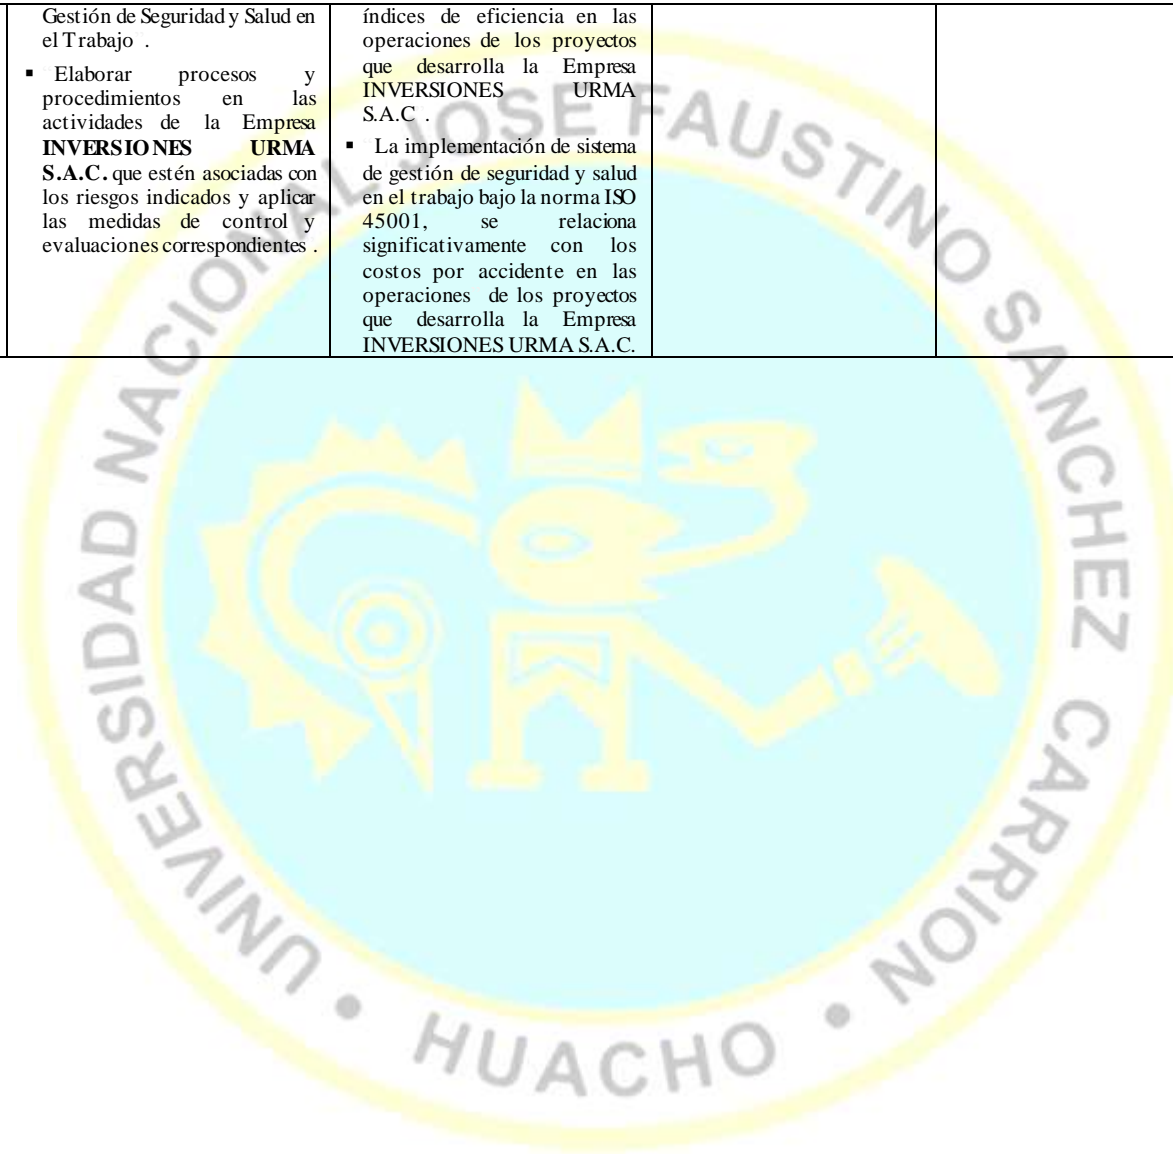 Gestión de Seguridad y Salud en
el Trabajo .
▪ Elaborar procesos y
procedimientos en las
actividades de la Empresa
INVERSIONES URMA
S.A.C. que estén asociadas con
los riesgos indicados y aplicar
las medidas de control y
evaluaciones correspondientes .
índices de eficiencia en las
operaciones de los proyectos
que desarrolla la Empresa
INVERSIONES URMA
S.A.C .
▪ La implementación de sistema
de gestión de seguridad y salud
en el trabajo bajo la norma ISO
45001, se relaciona
significativamente con los
costos por accidente en las
operaciones de los proyectos
que desarrolla la Empresa
INVERSIONES URMA S.A.C.
UNIVERSIDAD NACIONAL JOSE FAUSTINO SANCHEZ CARRION
• HUACHO •